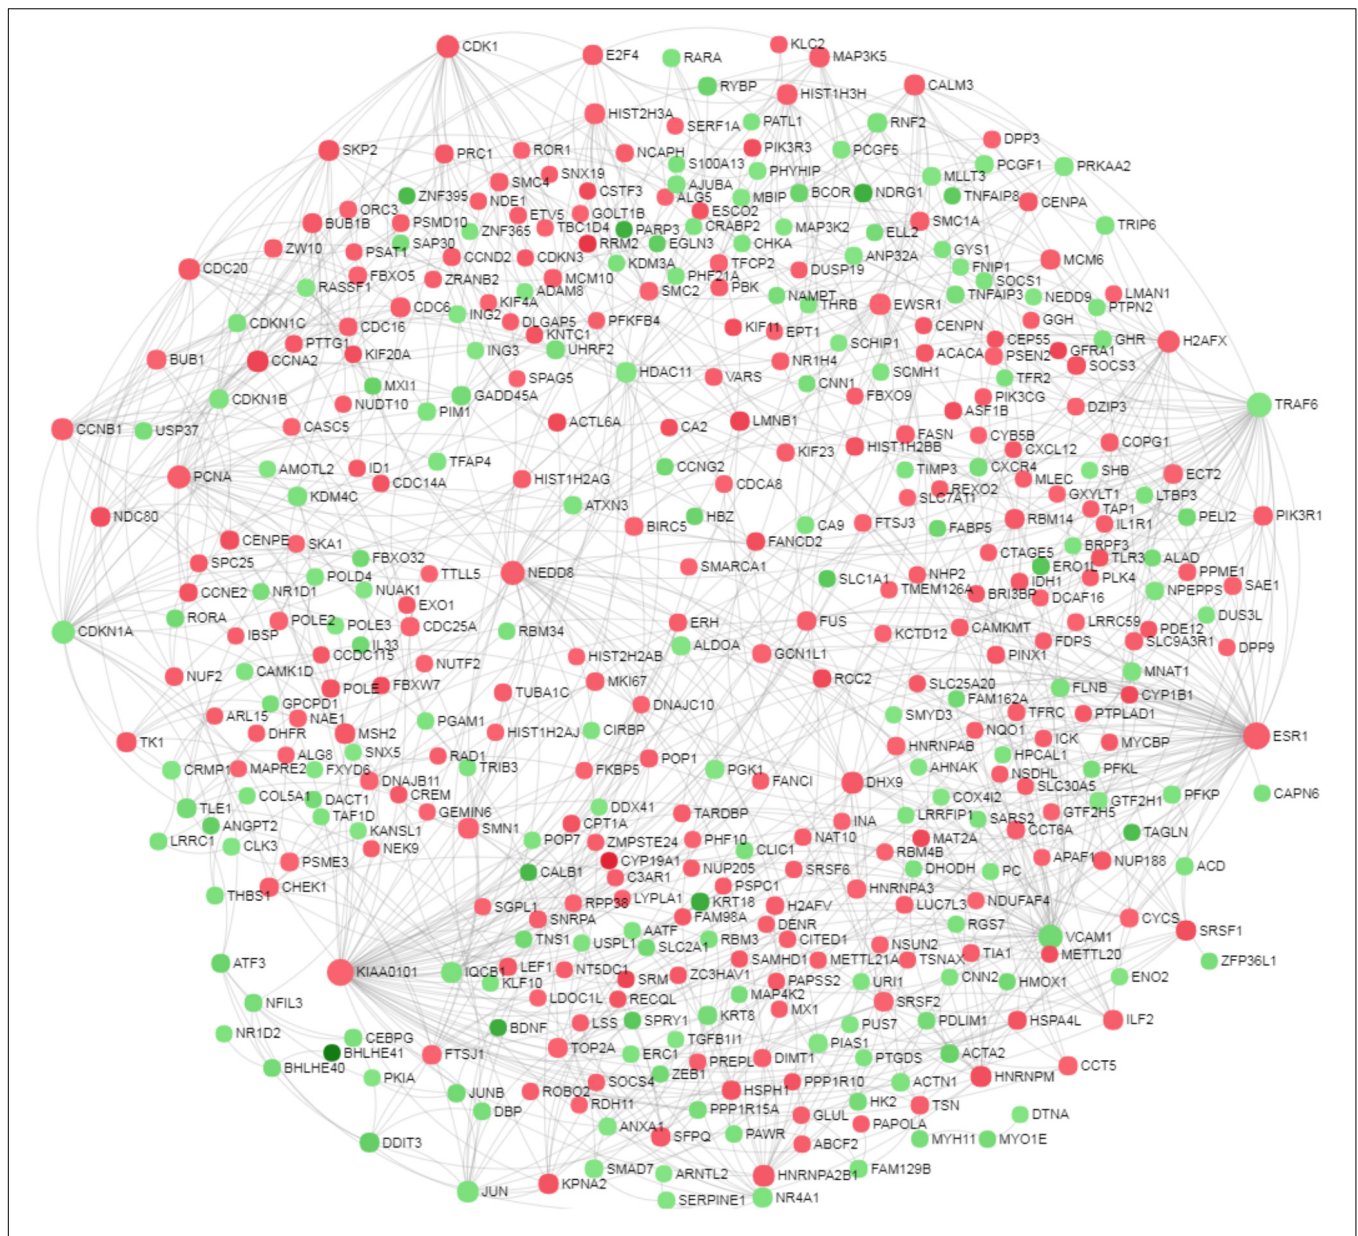 CDK1
E2F4
KLC2
MAP3K5
RARA
RYBP
HIST1H3H
CALM3
HIST2H3A
SERF1A
PATL1
RNF2
DPP3
SKP2
PRC1
ROR1
NCAPH
PIK3R3
PCGF5
PCGF1
PRKAA2
S100A13
PHYHIP
MLLT3
SNX19
SMC4
AJUBA
ZNF395
NDE1
CSTF3
ALG5
MBIP
BCOR
NDRG1
TNFAIP8
CENPA
ORC3
ETV5
GOLT1B
ESCO2
BUB1B
PSMD10
ZNF365
TBC1D4
PARP3
CRABP2
MAP3K2
ELL2
SMC1A
TRIP6
ZW10
PSAT1
SAP30
RRM2
EGLN3
CHKA
GYS1
CDC20
FBXO5
CCND2
CDKN3
KDM3A
TFCP2
DUSP19
ANP32A
FNIP1
MCM6
RASSF1
ZRANB2
MCM10
PHF21A
SOCS1
ADAM8
SMC2
PBK
NAMPT
THRB
TNFAIP3
NEDD9
LMAN1
CDC6
KIF4A
EWSR1
PTPN2
CDKN1C
CDC16
ING2
DLGAP5
PFKFB4
KIF11
EPT1
CENPN
GGH
PTTG1
KNTC1
SCHIP1
CEP55
GHR
H2AFX
BUB1
CCNA2
KIF20A
ING3
UHRF2
NR1H4
ACACA
PSEN2
GFRA1
HDAC11
VARS
SCMH1
SOCS3
MXI1
SPAG5
CNN1
TFR2
CDKN1B
NUDT10
GADD45A
FBXO9
PIK3CG
DZIP3
TRAF6
PIM1
ASF1B
CCNB1
USP37
CASC5
ACTL6A
CA2
LMNB1
FASN
CYB5B
COPG1
KIF23
HIST1H2BB
CXCL12
PCNA
AMOTL2
ID1
TFAP4
CCNG2
TIMP3
CXCR4
SHB
ECT2
CDC14A
HIST1H2AG
CDCA8
REXO2
MLEC
KDM4C
SLC7A11
GXYLT1
LTBP3
ATXN3
TAP1
NDC80
HBZ
CA9
FTSJ3
FABP5
RBM14
IL1R1
PELI2
PIK3R1
BIRC5
CENPE
SKA1
FANCD2
BRPF3
CTAGE5
TLR3
ALAD
SPC25
FBXO32
SMARCA1
ERO1L
PPME1
TTLL5
NEDD8
SLC1A1
NHP2
IDH1
PLK4
SAE1
POLD4
CCNE2
NR1D1
NUAK1
TMEM126A
BRI3BP
DCAF16
NPEPPS
EXO1
RORA
POLE2
POLE3
CDC25A
ERH
FUS
LRRC59
DUS3L
CDKN1A
IBSP
RBM34
KCTD12
CAMKMT
PDE12
IL33
ALDOA
FDPS
SLC9A3R1
DPP9
CCDC115
HIST2H2AB
GCN1L1
PINX1
CAMK1D
NUTF2
MNAT1
NUF2
POLE
FBXW7
MKI67
RCC2
SLC25A20
FLNB
TUBA1C
FAM162A
CYP1B1
GPCPD1
DNAJC10
SMYD3
TFRC
PTPLAD1
ARL15
NAE1
PGAM1
CIRBP
NQO1
DHFR
MSH2
HIST1H2AJ
ICK
MYCBP
ESR1
TK1
SNX5
HNRNPAB
ALG8
RAD1
POP1
HPCAL1
CRMP1
MAPRE2
FXYD6
TRIB3
FKBP5
PGK1
AHNAK
PFKL
DNAJB11
FANCI
DHX9
NSDHL
SLC30A5
COL5A1
DACT1
CREM
COX4I2
PFKP
CAPN6
TLE1
GEMIN6
DDX41
GTF2H1
TAF1D
TARDBP
LRRFIP1
SARS2
GTF2H5
ANGPT2
SMN1
CPT1A
INA
LRRC1
KANSL1
POP7
PHF10
NAT10
MAT2A
CCT6A
TAGLN
CLK3
NEK9
ZMPSTE24
CLIC1
RBM4B
PSME3
CYP19A1
NUP205
SRSF6
DHODH
APAF1
NUP188
CALB1
PC
ACD
CHEK1
C3AR1
PSPC1
HNRNPA3
THBS1
LYPLA1
KRT18
LUC7L3
NDUFAF4
SGPL1
RPP38
H2AFV
SNRPA
FAM98A
DENR
CYCS
RGS7
AATF
SRSF1
TNS1
USPL1
SLC2A1
RBM3
CITED1
NSUN2
TIA1
VCAM1
METTL20
ATF3
KIAA0101
IQCB1
LEF1
NT5DC1
SAMHD1
METTL21A
TSNAX
ZFP36L1
KLF10
SRM
ZC3HAV1
PAPSS2
URI1
CNN2
HMOX1
ENO2
NFIL3
LDOC1L
RECQL
MAP4K2
SRSF2
BDNF
LSS
SPRY1
KRT8
MX1
PUS7
PDLIM1
HSPA4L
ILF2
NR1D2
CEBPG
TGFB1I1
PIAS1
BHLHE41
FTSJ1
TOP2A
ERC1
PREPL
DIMT1
PTGDS
ACTA2
BHLHE40
CCT5
PKIA
ZEB1
SOCS4
HSPH1
PPP1R10
ACTN1
HNRNPM
JUNB
ROBO2
RDH11
HK2
TSN
DBP
PPP1R15A
GLUL
DTNA
ANXA1
PAPOLA
DDIT3
SFPQ
PAWR
ABCF2
MYH11
MYO1E
SMAD7
ARNTL2
HNRNPA2B1
FAM129B
JUN
KPNA2
SERPINE1
NR4A1